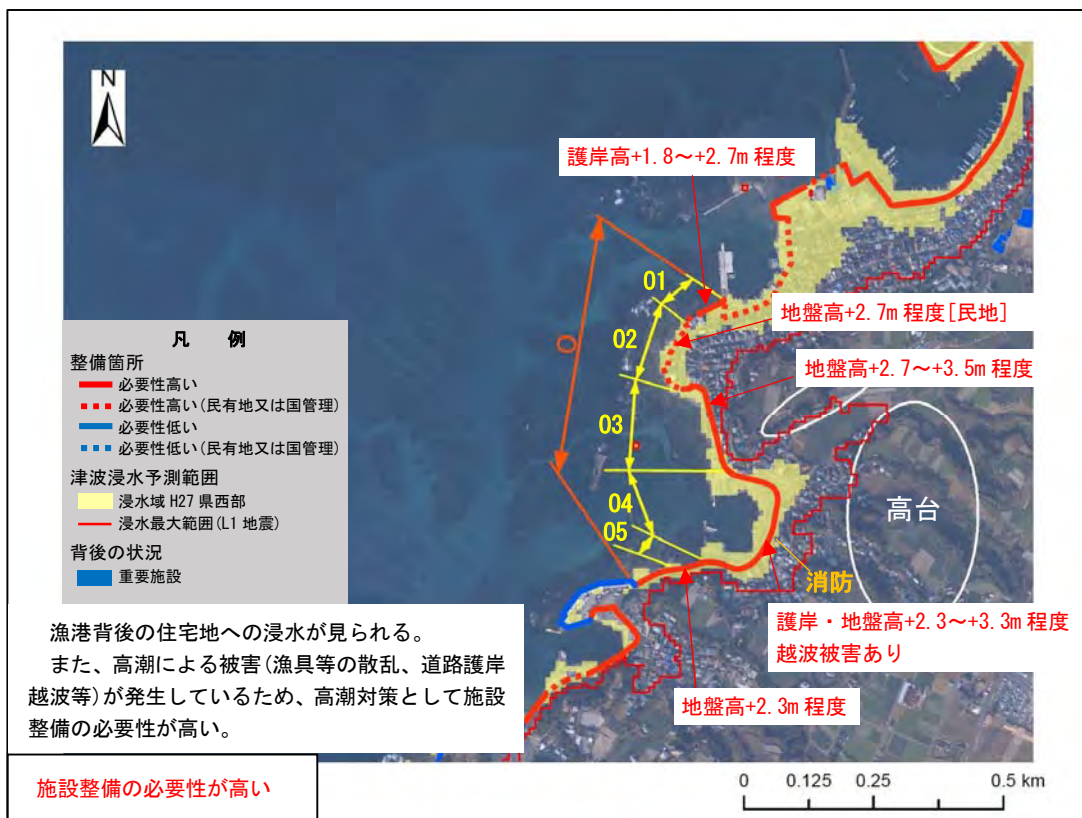 N
護岸高+1.8～+2.7m 程度
O1
地盤高+2.7m 程度[民地]
O2
O
地盤高+2.7～+3.5m 程度
O3
O4
高台
O5
消防
護岸・地盤高+2.3～+3.3m 程度
越波被害あり
地盤高+2.3m 程度
凡　例
整備箇所
必要性高い
必要性高い(民有地又は国管理)
必要性低い
必要性低い(民有地又は国管理)
津波浸水予測範囲
浸水域 H27 県西部
浸水最大範囲(L1 地震)
背後の状況
重要施設
漁港背後の住宅地への浸水が見られる。
また、高潮による被害(漁具等の散乱、道路護岸
越波等)が発生しているため、高潮対策として施設
整備の必要性が高い。
施設整備の必要性が高い
0 0.125 0.25 0.5 km